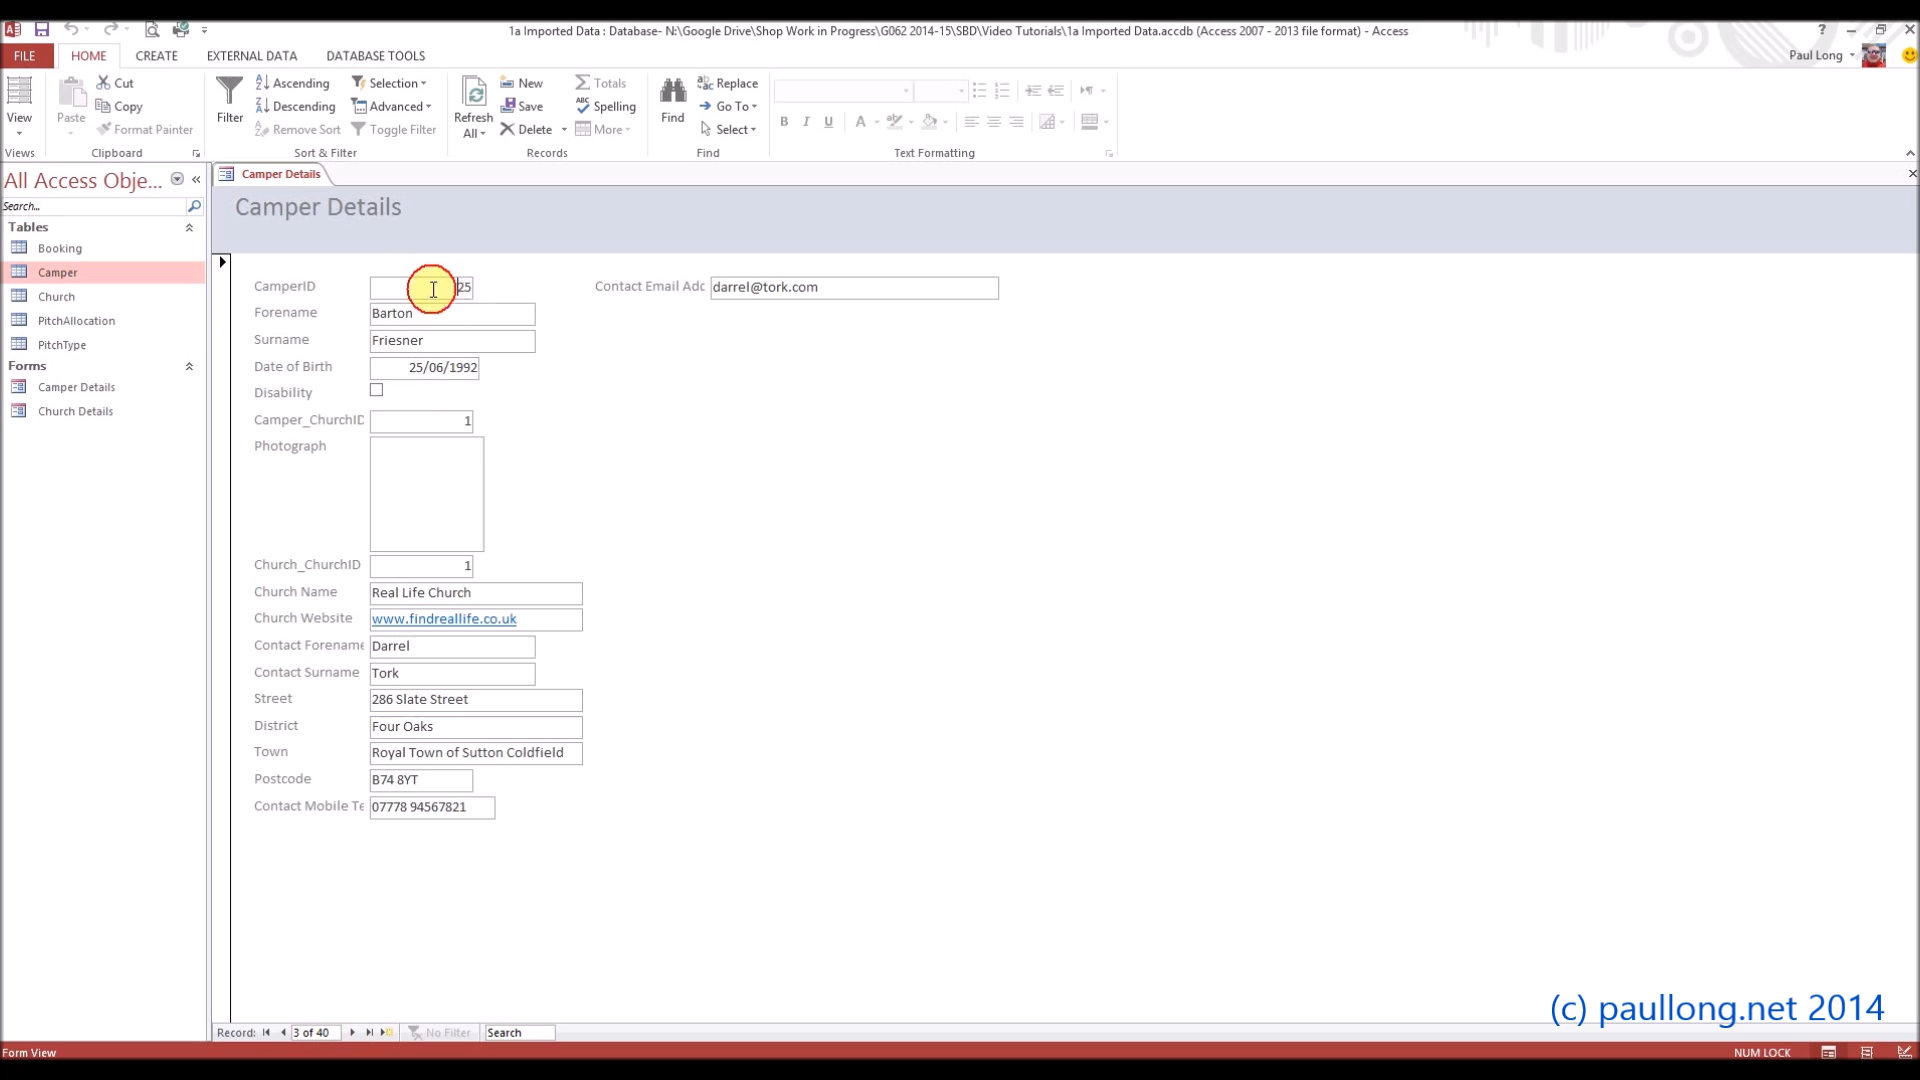 1a Imported Data : Database- N:\Google Drive\Shop Work in Progress\G062 2014-15\SBD\Video Tutorials\1a Imported Data.accdb (Access 2007 - 2013 file format) - Access
?
FILE HOME CREATE EXTERNAL DATA DATABASE TOOLS Paul Long
View
Views
Paste
Cut
Copy
Format Painter
Clipboard
Filter
Ascending
Descending
Remove Sort
Selection
Advanced
Toggle Filter
Sort & Filter
Refresh
All
New
Save
Delete
Totals
Spelling
More
Records
Find
Replace
Go To
Select
Find
B I U A
Text Formatting
All Access Obje...
Search...
Tables
Booking
Camper
Church
PitchAllocation
PitchType
Forms
Camper Details
Church Details
Camper Details
Camper Details
CamperID 25
Contact Email Adc darrel@tork.com
Forename Barton
Surname Friesner
Date of Birth 25/06/1992
Disability
Camper_ChurchID 1
Photograph
Church_ChurchID 1
Church Name Real Life Church
Church Website www.findreallife.co.uk
Contact Forename Darrel
Contact Surname Tork
Street 286 Slate Street
District Four Oaks
Town Royal Town of Sutton Coldfield
Postcode B74 8YT
Contact Mobile Te 07778 94567821
(c) paullong.net 2014
Record: 3 of 40 No Filter Search
Form View NUM LOCK